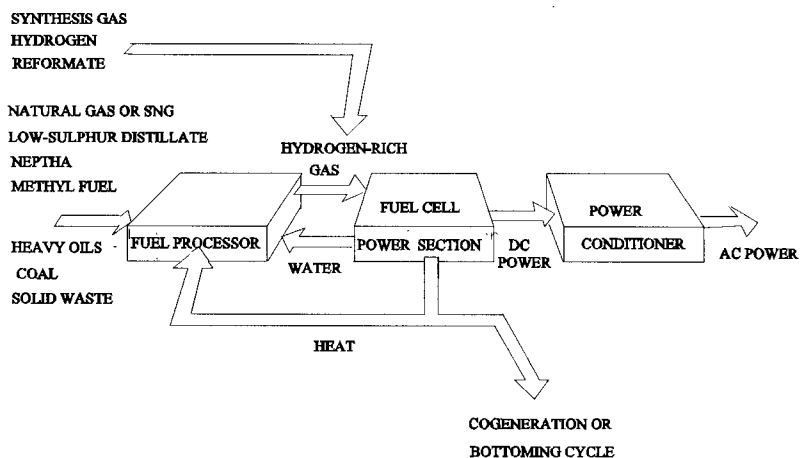 SYNTHESIS GAS
HYDROGEN
REFORMATE
NATURAL GAS OR SNG
LOW-SULPHUR DISTILLATE
NEPTHA
METHYL FUEL
HYDROGEN-RICH
GAS
FUEL CELL
POWER
FUEL PROCESSOR
POWER SECTION
CONDITIONER
HEAVY OILS
COAL
SOLID WASTE
WATER
DC
POWER
AC POWER
HEAT
COGENERATION OR
BOTTOMING CYCLE